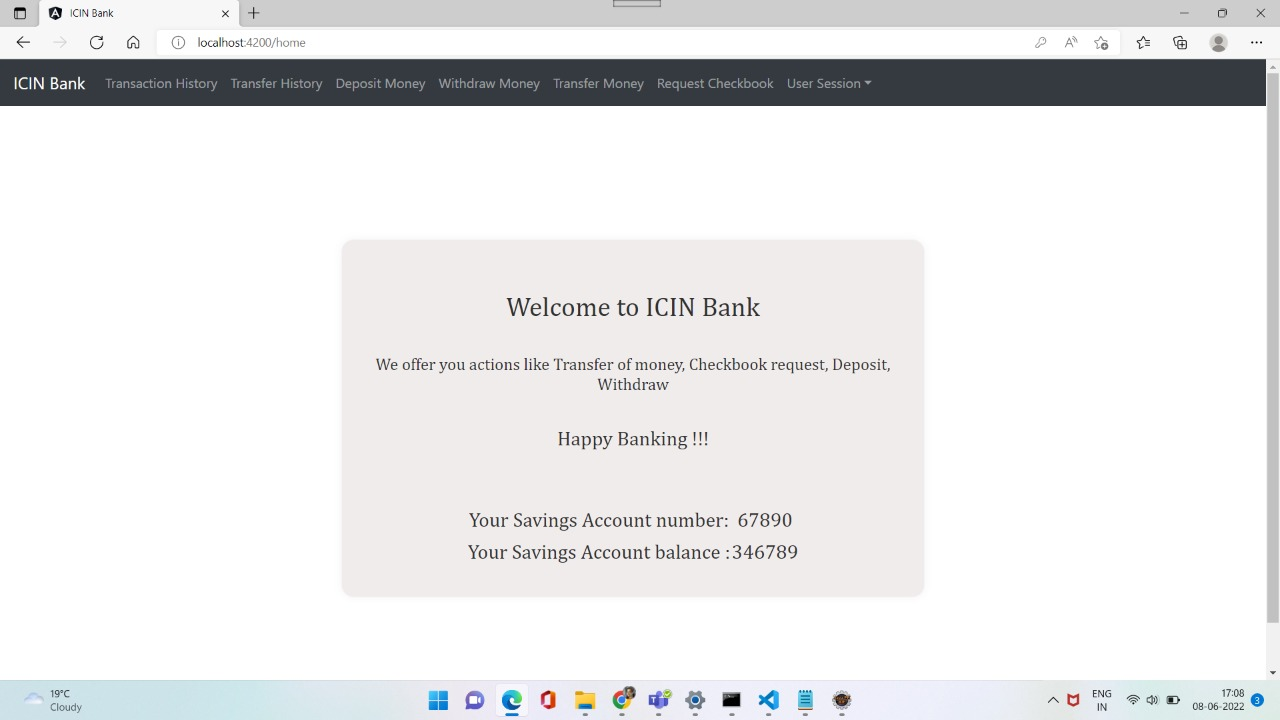 ICIN Bank
localhost:4200/home
ICIN Bank Transaction History Transfer History Deposit Money Withdraw Money Transfer Money Request Checkbook User Session
Welcome to ICIN Bank
We offer you actions like Transfer of money, Checkbook request, Deposit,
Withdraw
Happy Banking !!!
Your Savings Account number: 67890
Your Savings Account balance :346789
19°C
Cloudy
ENG
IN
17:08
08-06-2022
3